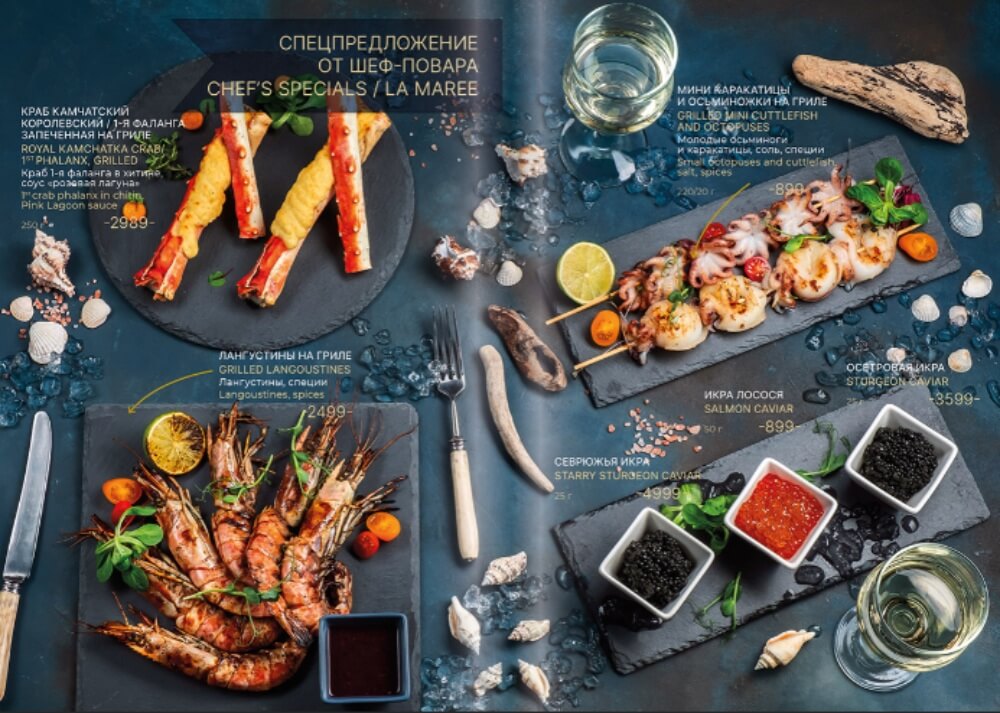 СПЕЦПРЕДЛОЖЕНИЕ
ОТ ШЕФ-ПОВАРА
CHEF'S SPECIALS / LA MAREE
КРАБ КАМЧАТСКИЙ
КОРОЛЕВСКИЙ / 1-Я ФАЛАНГА
ЗАПЕЧЕННАЯ НА ГРИЛЕ
ROYAL KAMCHATKA CRAB/
1ST PHALANX, GRILLED
Краб 1-я фаланга в хитине,
соус «розевая лагуна»
1st crab phalanx in chitin,
Pink Lagoon sauce
250 г
-2989-
ЛАНГУСТИНЫ НА ГРИЛЕ
GRILLED LANGOUSTINES
Лангустины, специи
Langoustines, spices
-2499-
МИНИ КАРАКАТИЦЫ
И ОСЬМИНОЖКИ НА ГРИЛЕ
GRILLED MINI CUTTLEFISH
AND OCTOPUSES
Молодые осьминоги
и каракатицы, соль, специи
Small octopuses and cuttlefish,
salt, spices
220/20 г
-899-
ОСЕТРОВАЯ ИКРА
STURGEON CAVIAR
-3599-
ИКРА ЛОСОСЯ
SALMON CAVIAR
50 г
-899-
СЕВРЮЖЬЯ ИКРА
STARRY STURGEON CAVIAR
25 г
-4999-